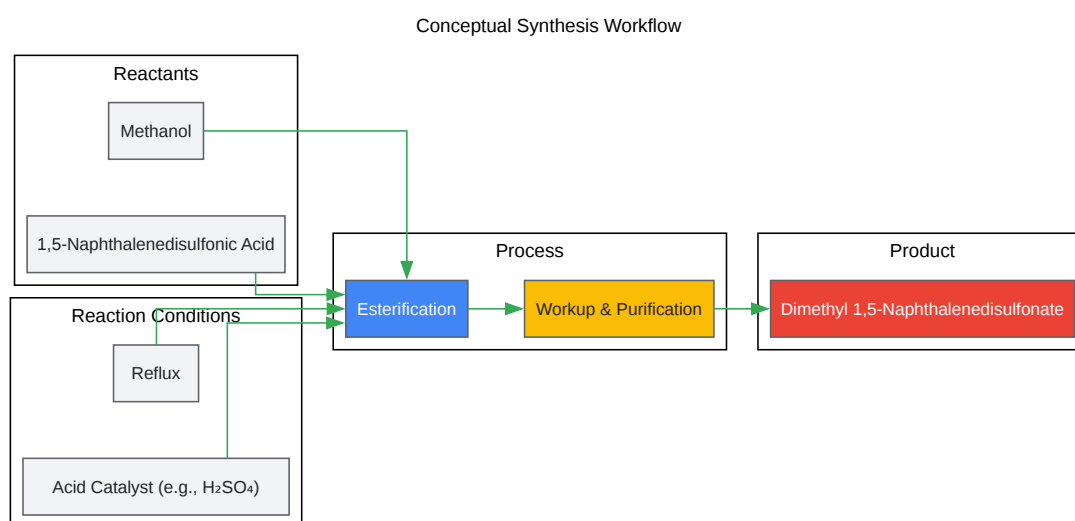 Conceptual Synthesis Workflow
Reactants
Methanol
1,5-Naphthalenedisulfonic Acid
Reaction Conditions
Reflux
Acid Catalyst (e.g., H₂SO₄)
Process
Esterification
Workup & Purification
Product
Dimethyl 1,5-Naphthalenedisulfonate